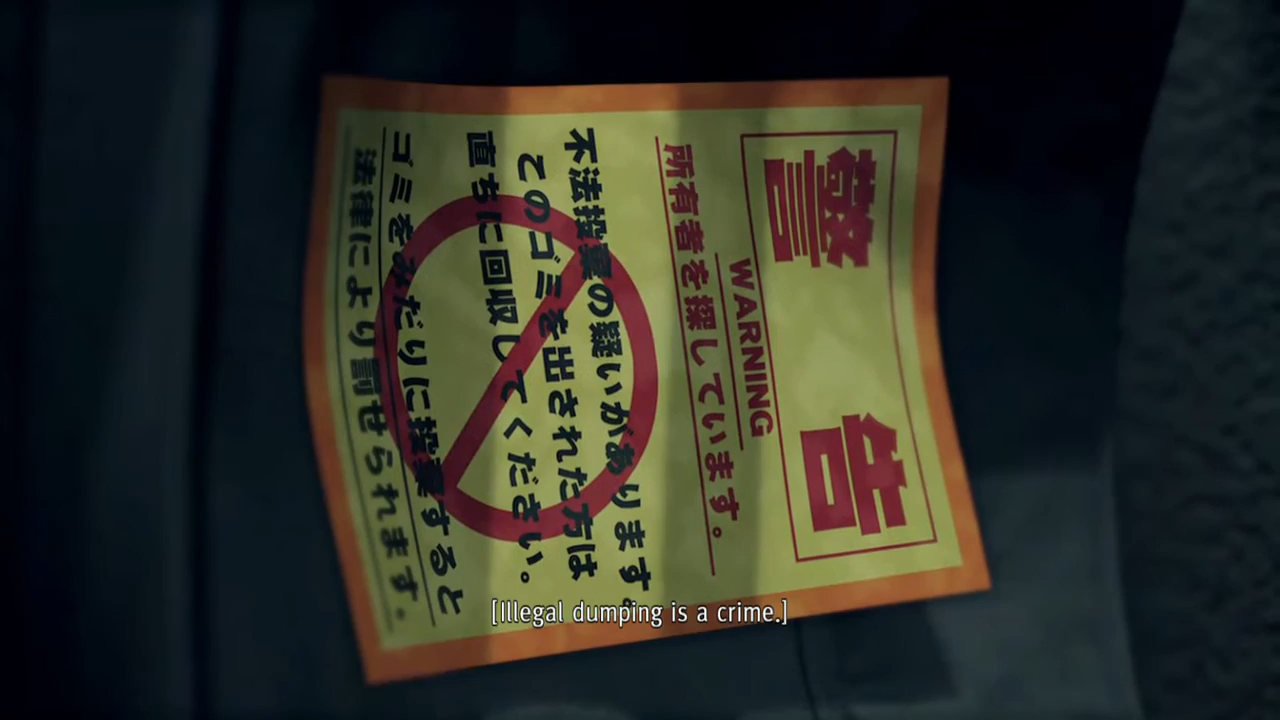 警告
WARNING
所有者を探しています。
不法投棄の疑いがあります。
このゴミを出された方は
直ちに回収してください。
ゴミをみだりに投棄すると
法律により罰せられます。
[Illegal dumping is a crime.]